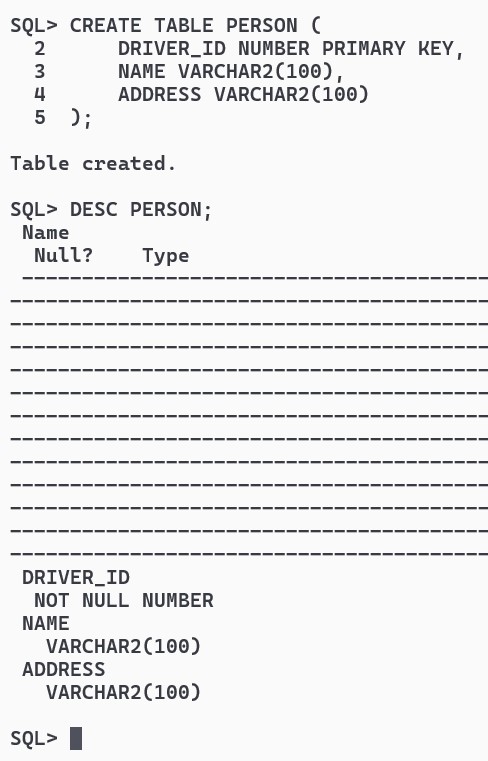 SQL> CREATE TABLE PERSON (
  2      DRIVER_ID NUMBER PRIMARY KEY,
  3      NAME VARCHAR2(100),
  4      ADDRESS VARCHAR2(100)
  5  );
Table created.
SQL> DESC PERSON;
 Name
  Null?    Type
 ---------------------------------------
----------------------------------------
----------------------------------------
----------------------------------------
----------------------------------------
----------------------------------------
----------------------------------------
----------------------------------------
----------------------------------------
----------------------------------------
----------------------------------------
----------------------------------------
----------------------------------------
 DRIVER_ID
  NOT NULL NUMBER
 NAME
   VARCHAR2(100)
 ADDRESS
   VARCHAR2(100)
SQL>